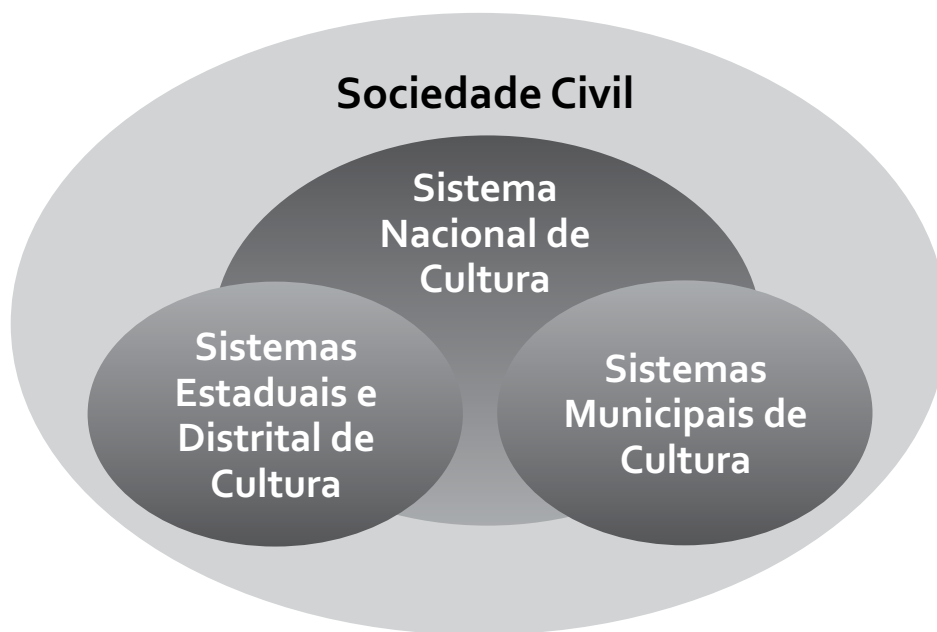 Sociedade Civil
Sistema
Nacional de
Cultura
Sistemas
Estaduais e
Distrital de
Cultura
Sistemas
Municipais de
Cultura